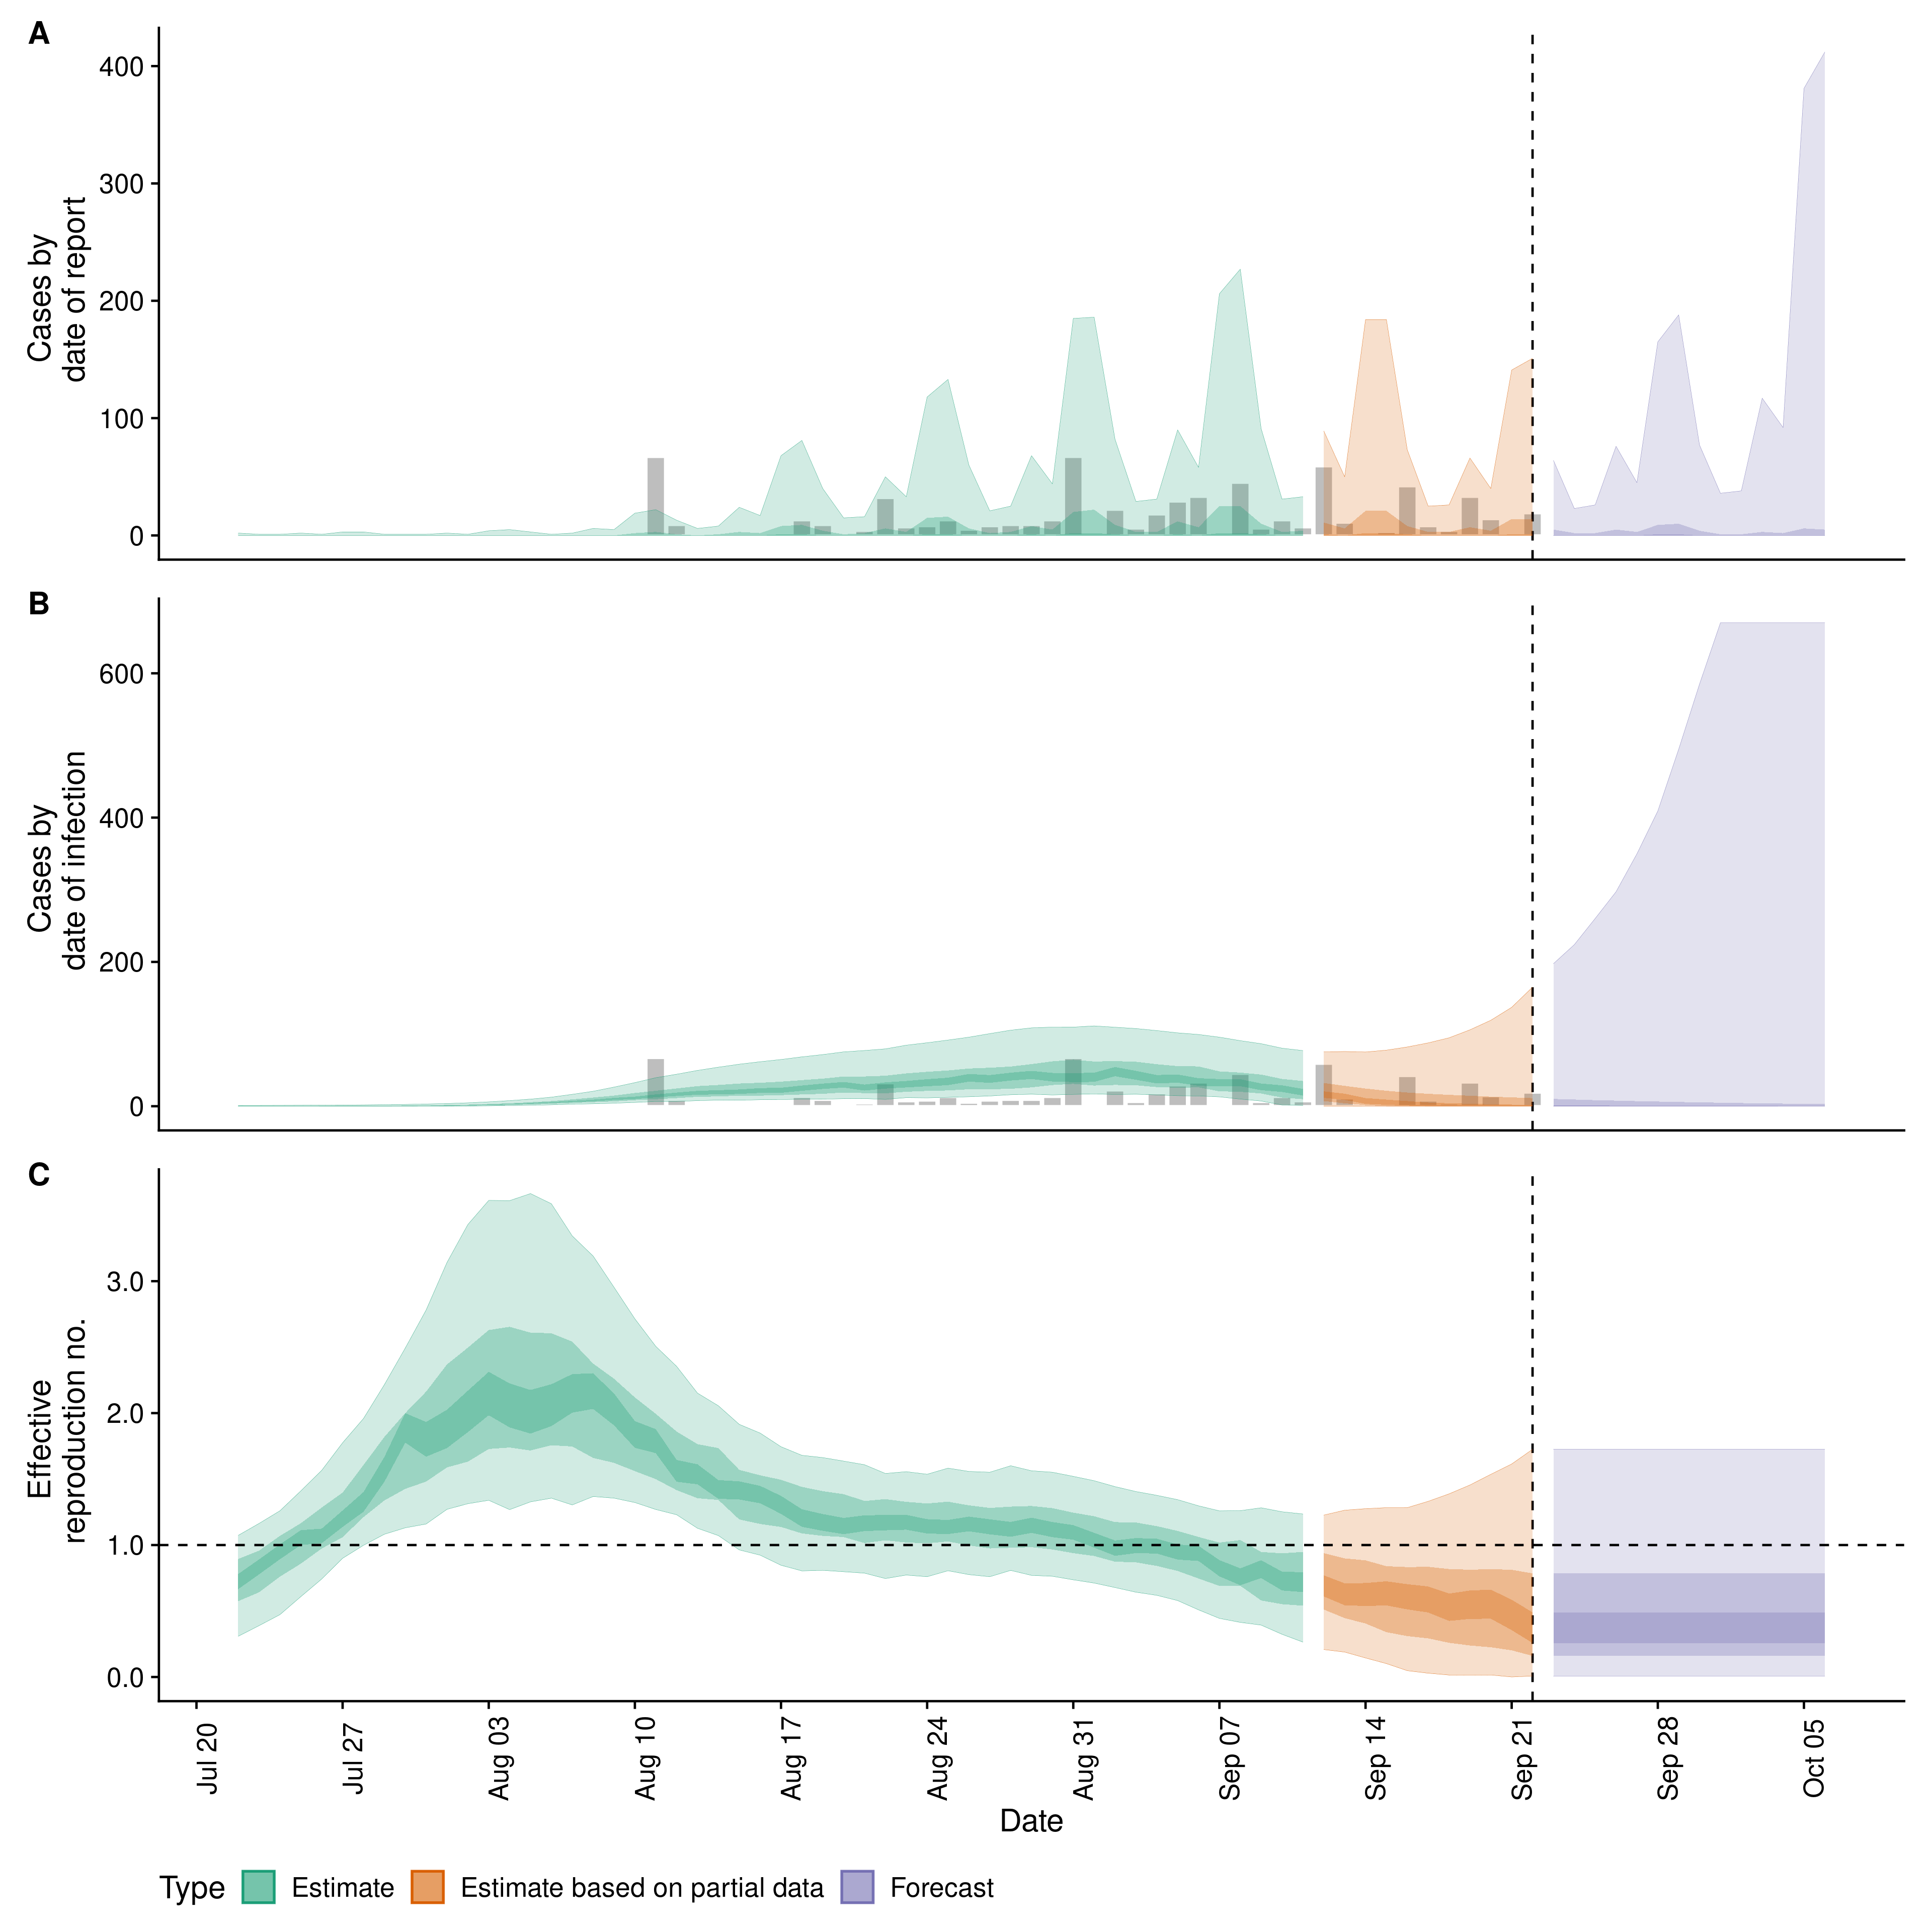 A
Cases by
date of report
400
300
200
100
0
B
Cases by
date of infection
600
400
200
0
C
Effective
reproduction no.
3.0
2.0
1.0
0.0
Jul 20
Jul 27
Aug 03
Aug 10
Aug 17
Aug 24
Aug 31
Sep 07
Sep 14
Sep 21
Sep 28
Oct 05
Date
Type Estimate Estimate based on partial data Forecast